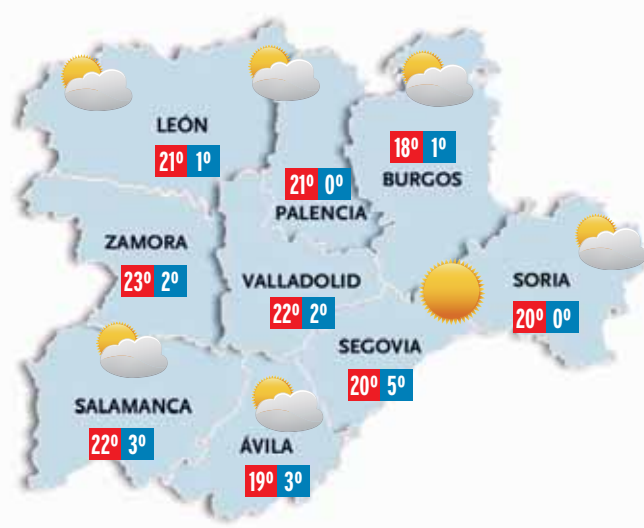 LEÓN
21º 1º
18º 1º
BURGOS
21º 0º
PALENCIA
ZAMORA
23º 2º
VALLADOLID
22º 2º
SORIA
20º 0º
SEGOVIA
20º 5º
SALAMANCA
22º 3º
ÁVILA
19º 3º